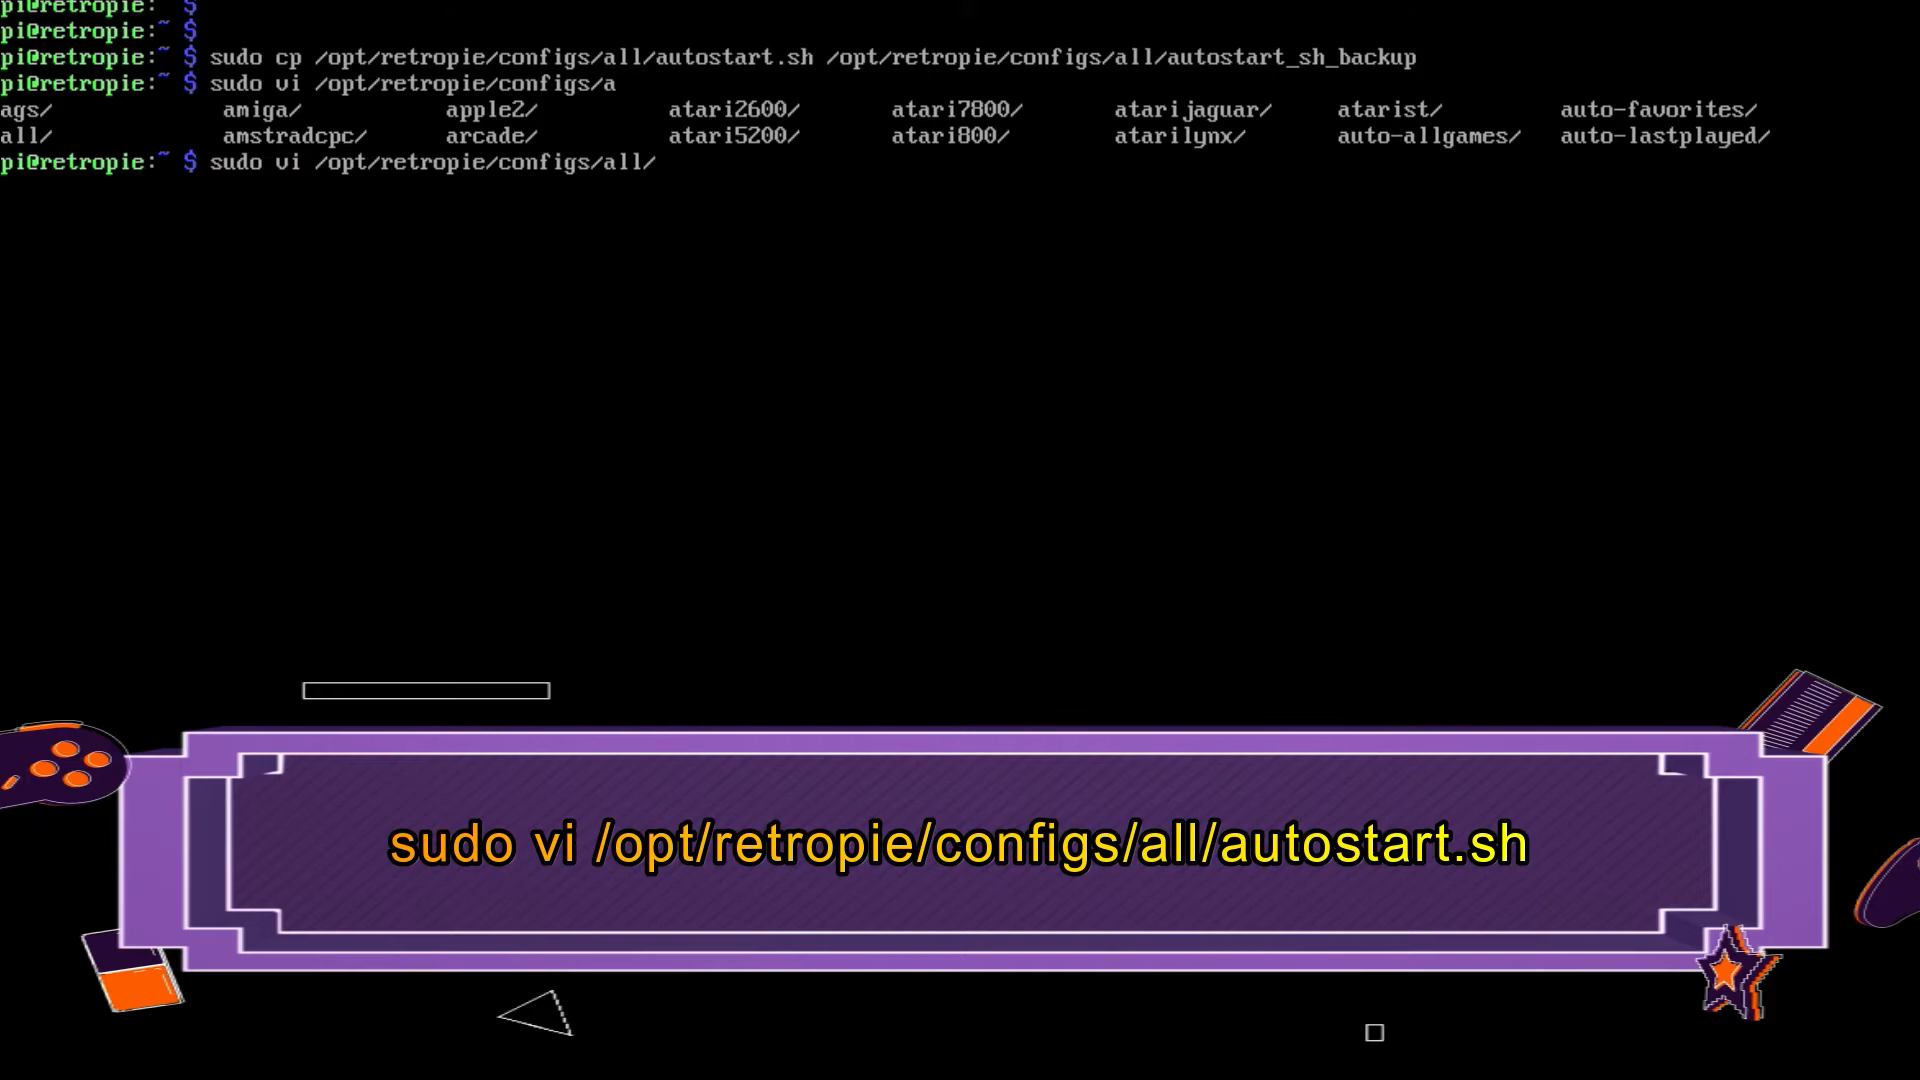 pi@retropie:~ $
pi@retropie:~ $
pi@retropie:~ $ sudo cp /opt/retropie/configs/all/autostart.sh /opt/retropie/configs/all/autostart_sh_backup
pi@retropie:~ $ sudo vi /opt/retropie/configs/a
ags/ amiga/ apple2/ atari2600/ atari7800/ atarijaguar/ atarist/ auto-favorites/
all/ amstradcpc/ arcade/ atari5200/ atari800/ atarilynx/ auto-allgames/ auto-lastplayed/
pi@retropie:~ $ sudo vi /opt/retropie/configs/all/
sudo vi /opt/retropie/configs/all/autostart.sh